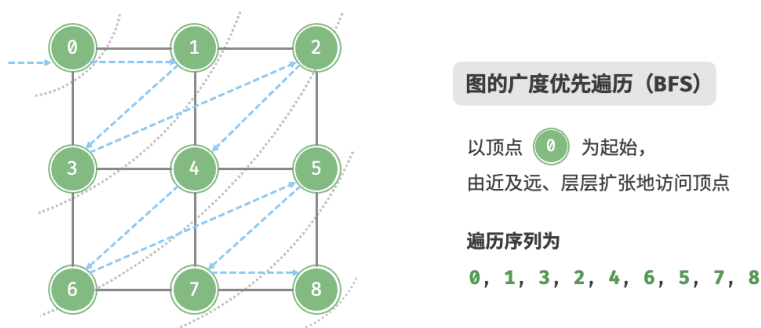 0 1 2
3 4 5
6 7 8
图的广度优先遍历（BFS）
以顶点 0 为起始，
由近及远、层层扩张地访问顶点
遍历序列为
0, 1, 3, 2, 4, 6, 5, 7, 8